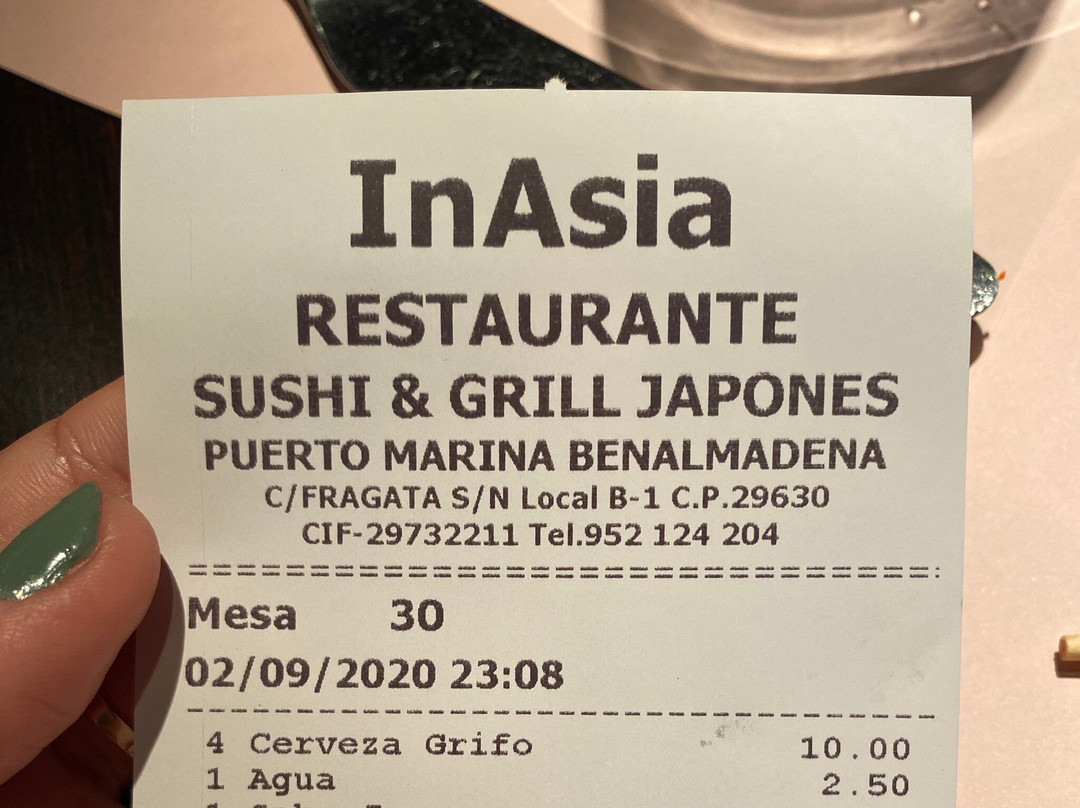 InAsia
RESTAURANTE
SUSHI & GRILL JAPONES
PUERTO MARINA BENALMADENA
C/FRAGATA S/N Local B-1 C.P.29630
CIF-29732211 Tel.952 124 204
================================:
Mesa 30
02/09/2020 23:08
--------------------------------
4 Cerveza Grifo 10.00
1 Agua 2.50